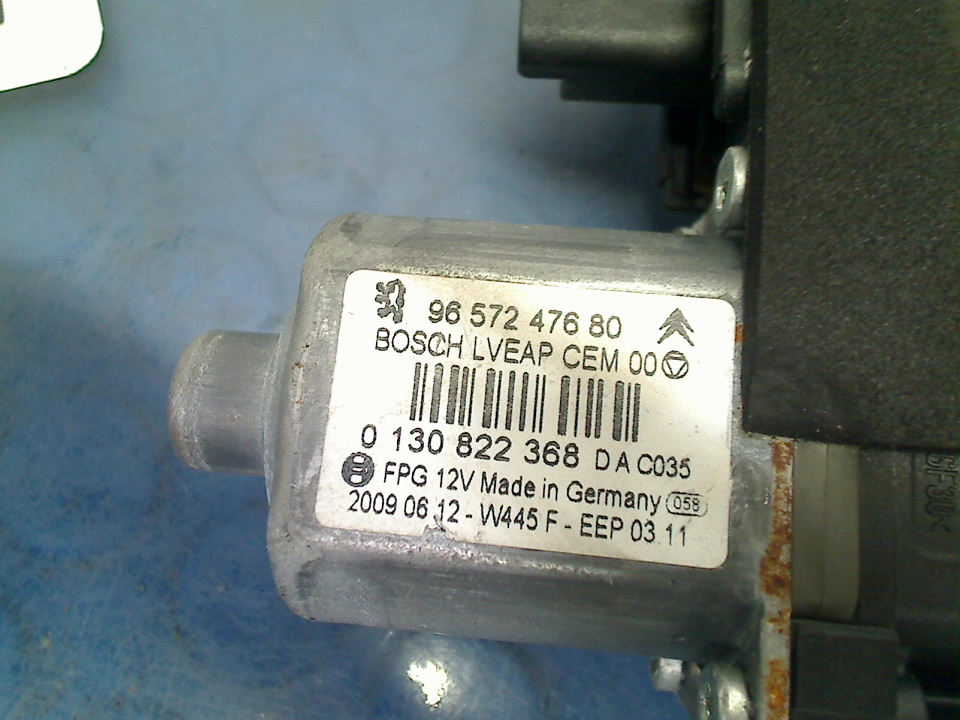 96 572 476 80
BOSCH LVEAP CEM 00
0 130 822 368 D A C035
FPG 12V Made in Germany 058
2009 06 12 - W445 F - EEP 03.11